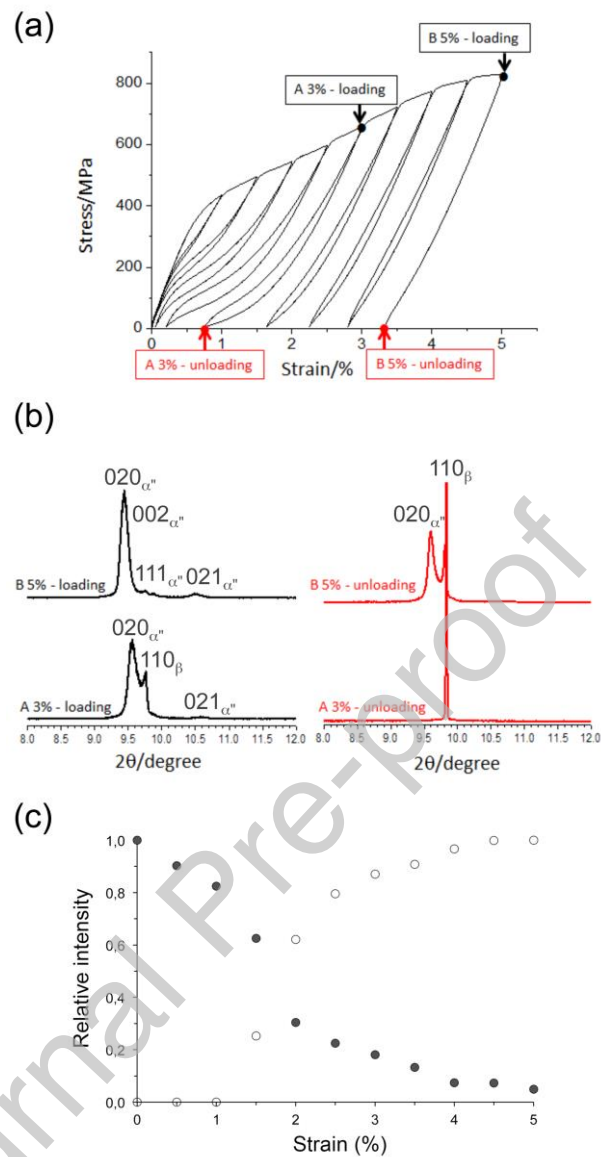 (a)
B 5% - loading
A 3% - loading
800
600
400
200
0
Stress/MPa
0 1 2 3 4 5
A 3% - unloading
Strain/%
B 5% - unloading
(b)
020α"
002α"
111α"
021α"
B 5% - loading
020α"
110β
021α"
A 3% - loading
8.0 8.5 9.0 9.5 10.0 10.5 11.0 11.5 12.0
2θ/degree
110β
020α"
B 5% - unloading
A 3% - unloading
8.0 8.5 9.0 9.5 10.0 10.5 11.0 11.5 12.0
2θ/degree
(c)
1,0
0,8
0,6
0,4
0,2
0,0
Relative intensity
0 1 2 3 4 5
Strain (%)
urnal Pre-proof